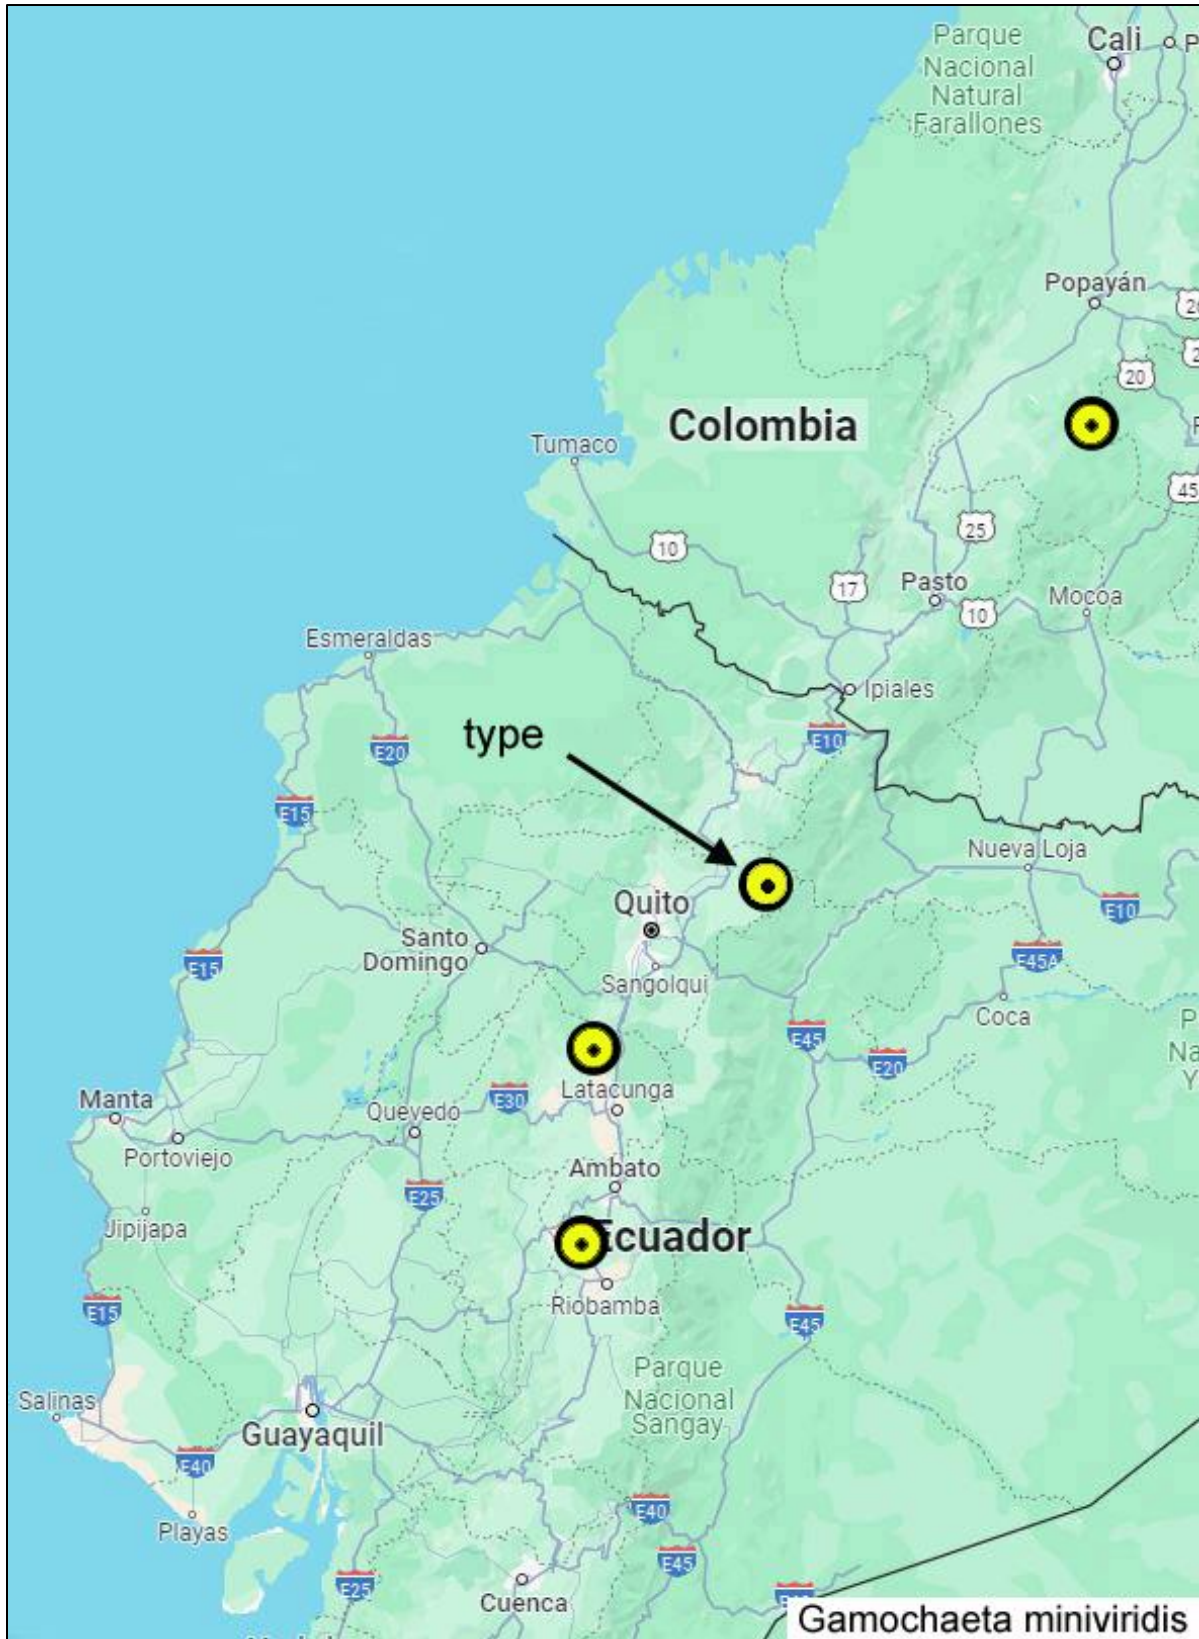 Parque
Nacional
Natural
Farallones
Cali
P
Popayán
20
Colombia
Tumaco
45
10
25
17
Pasto
10
Mocoa
Esmeraldas
Ipiales
type
E20
E10
E15
Nueva Loja
Quito
E10
Santo
Domingo
E15
Sangolqui
E45A
Coca
E45
E20
P
Na
Y
Latacunga
E30
Manta
Quevedo
Portoviejo
Ambato
E25
Jipijapa
Ecuador
Riobamba
E15
E45
Parque
Nacional
Sangay
Salinas
Guayaquil
E40
Playas
E40
E45
E25
Cuenca
Gamochaeta miniviridis